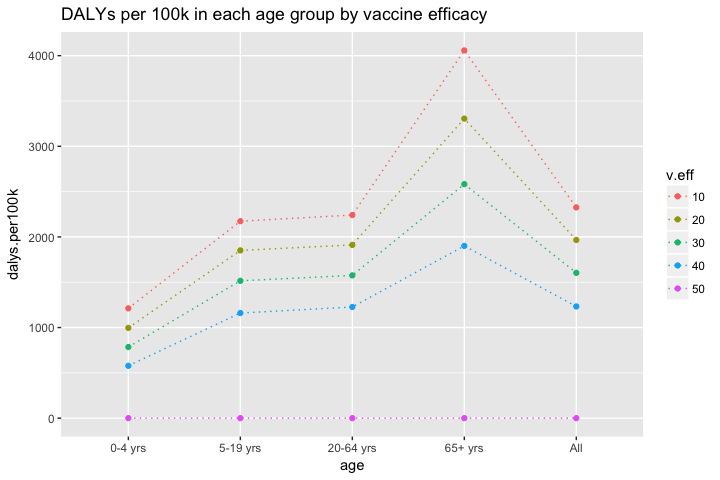 DALYs per 100k in each age group by vaccine efficacy
4000
3000
2000
1000
0
dalys.per100k
0-4 yrs 5-19 yrs 20-64 yrs 65+ yrs All
age
v.eff
10
20
30
40
50